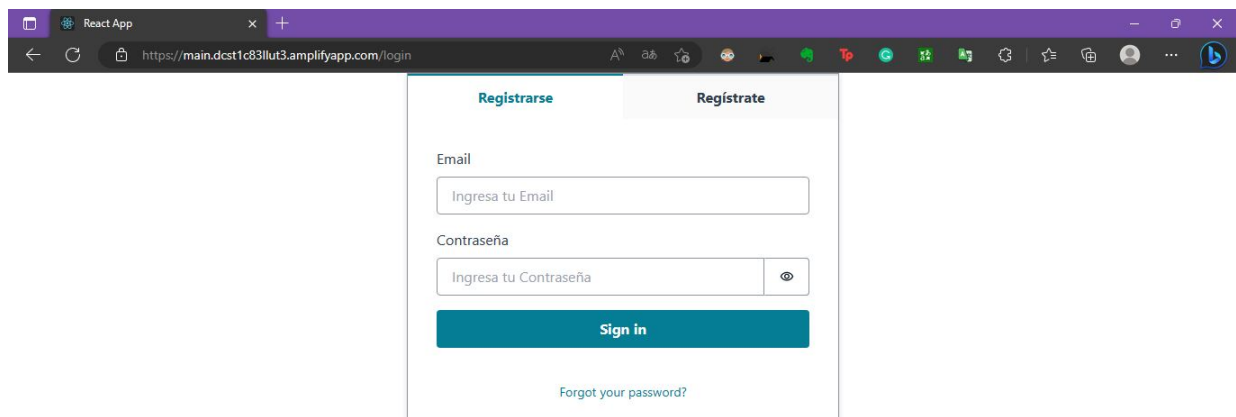 React App
https://main.dcst1c83llut3.amplifyapp.com/login
Registrarse Regístrate
Email
Ingresa tu Email
Contraseña
Ingresa tu Contraseña
Sign in
Forgot your password?